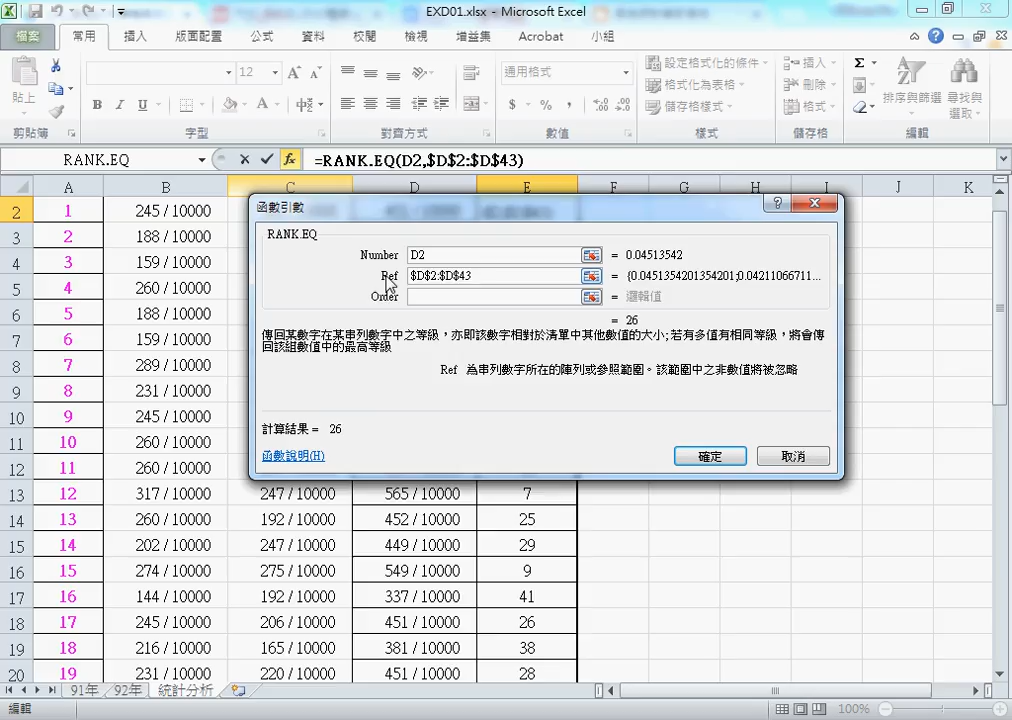 EXD01.xlsx - Microsoft Excel
檔案 常用 插入 版面配置 公式 資料 校閱 檢視 增益集 Acrobat 小組
貼上 12 通用格式 設定格式化的條件 插入 Σ
B I U 中 $ % , 格式化為表格 刪除 排序與篩選 尋找與選取
儲存格樣式 格式
剪貼簿 字型 對齊方式 數值 樣式 儲存格 編輯
RANK.EQ fx =RANK.EQ(D2,$D$2:$D$43)
A B C D E F G H I J K
2 1 245 / 10000
3 2 188 / 10000
4 3 159 / 10000
5 4 260 / 10000
6 5 188 / 10000
7 6 159 / 10000
8 7 289 / 10000
9 8 231 / 10000
10 9 245 / 10000
11 10 260 / 10000
12 11 260 / 10000
函數引數
RANK.EQ
Number D2 = 0.04513542
Ref $D$2:$D$43 = {0.0451354201354201;0.04211066711...
Order = 邏輯值
= 26
傳回某數字在某串列數字中之等級，亦即該數字相對於清單中其他數值的大小;若有多值有相同等級，將會傳
回該組數值中的最高等級
Ref 為串列數字所在的陣列或參照範圍。該範圍中之非數值將被忽略
計算結果 = 26
函數說明(H) 確定 取消
13 12 317 / 10000 247 / 10000 565 / 10000 7
14 13 260 / 10000 192 / 10000 452 / 10000 25
15 14 202 / 10000 247 / 10000 449 / 10000 29
16 15 274 / 10000 275 / 10000 549 / 10000 9
17 16 144 / 10000 192 / 10000 337 / 10000 41
18 17 245 / 10000 206 / 10000 451 / 10000 26
19 18 216 / 10000 165 / 10000 381 / 10000 38
20 19 231 / 10000 220 / 10000 451 / 10000 28
91年 92年 統計分析
編輯 100%